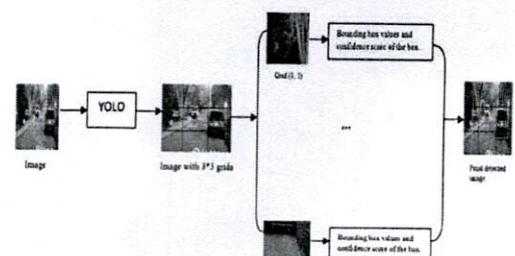 Bounding box values and
confidence score of the box.
Grid (1, 1)
YOLO
...
Image
Image with 3*3 grids
Final detected
image
Bounding box values and
confidence score of the box.